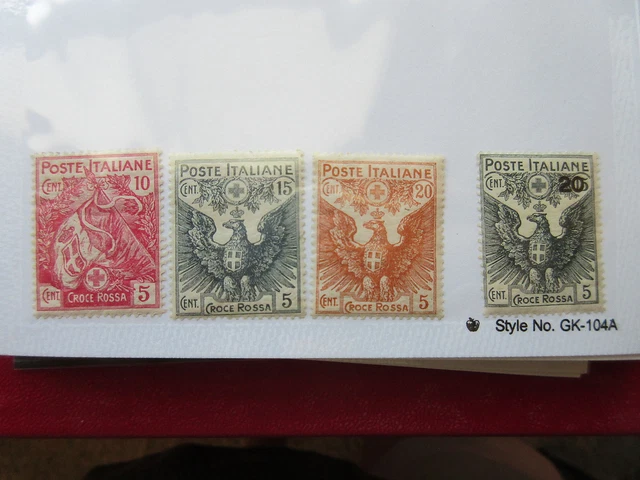 POSTE ITALIANE
CENT. 10
CENT. 5
CROCE ROSSA
POSTE ITALIANE
CENT. 15
CENT. 5
CROCE ROSSA
POSTE ITALIANE
CENT. 20
CENT. 5
CROCE ROSSA
POSTE ITALIANE
CENT. 20
CENT. 5
CROCE ROSSA
Style No. GK-104A